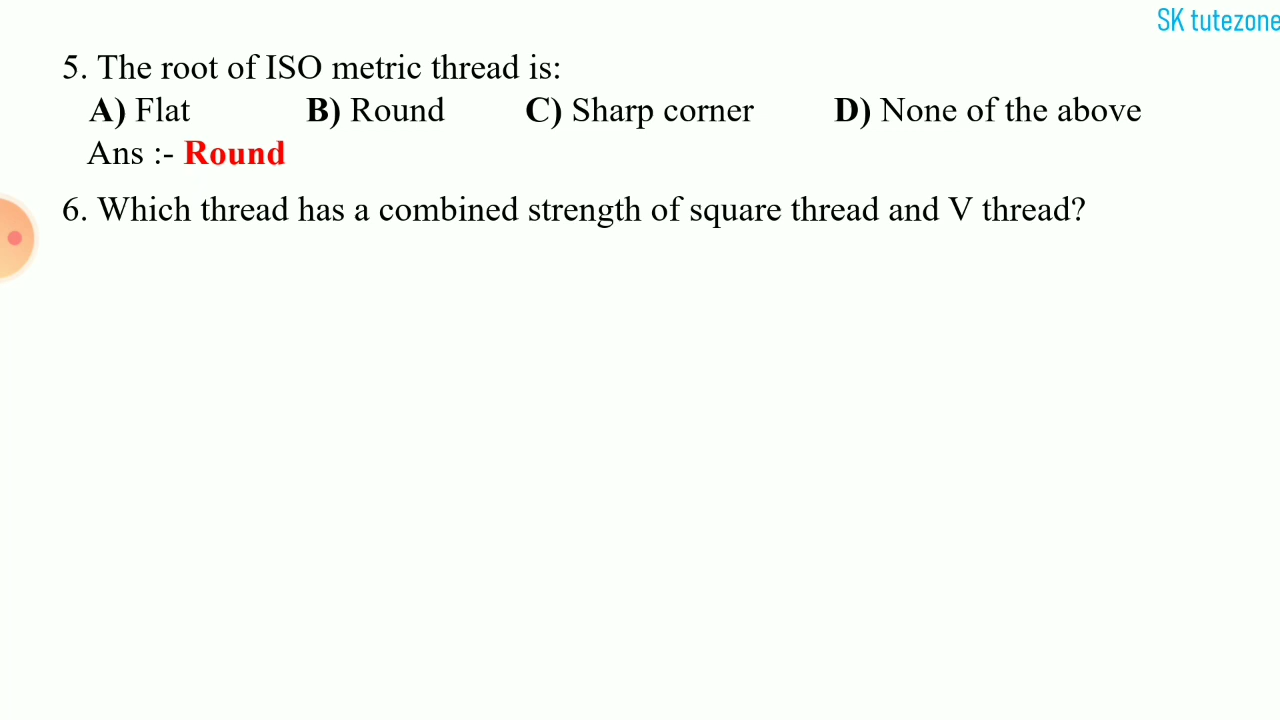 SK tutezone
5. The root of ISO metric thread is:
A) Flat B) Round C) Sharp corner D) None of the above
Ans :- Round
6. Which thread has a combined strength of square thread and V thread?